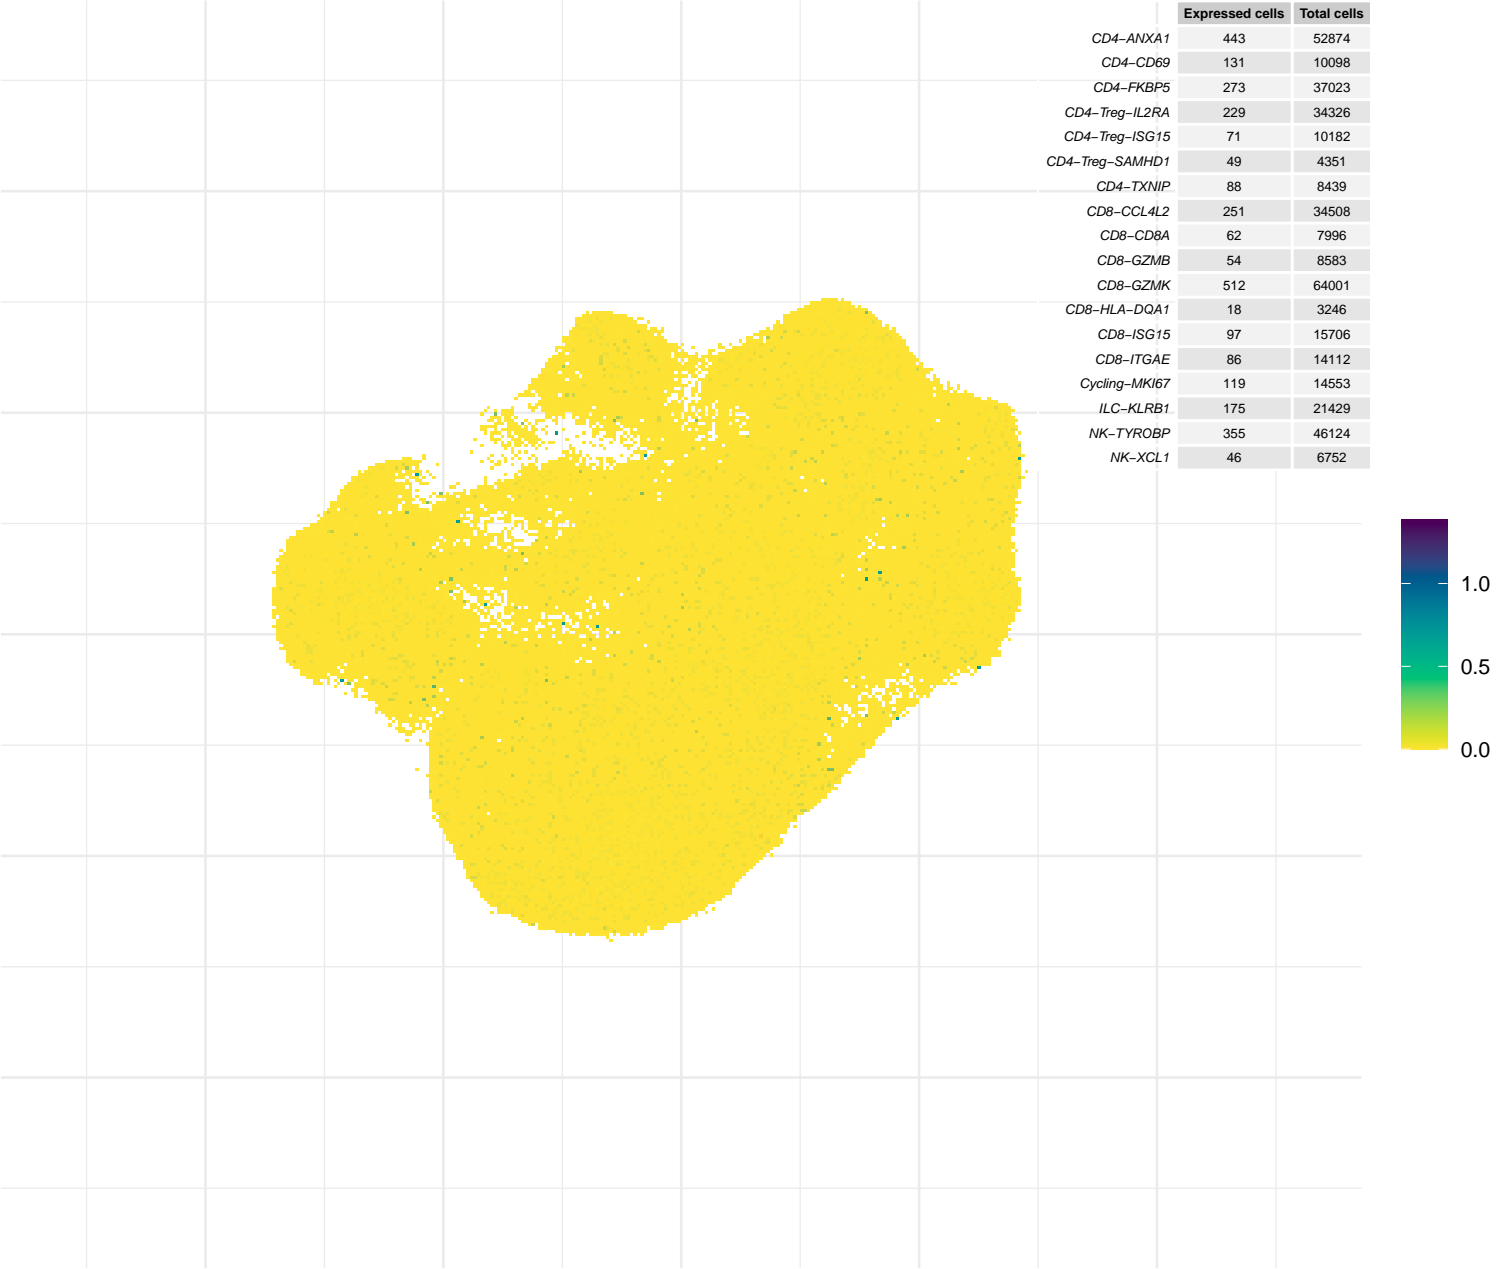 Expressed cells Total cells
CD4−ANXA1 443 52874
CD4−CD69 131 10098
CD4−FKBP5 273 37023
CD4−Treg−IL2RA 229 34326
CD4−Treg−ISG15 71 10182
CD4−Treg−SAMHD1 49 4351
CD4−TXNIP 88 8439
CD8−CCL4L2 251 34508
CD8−CD8A 62 7996
CD8−GZMB 54 8583
CD8−GZMK 512 64001
CD8−HLA−DQA1 18 3246
CD8−ISG15 97 15706
CD8−ITGAE 86 14112
Cycling−MKI67 119 14553
ILC−KLRB1 175 21429
NK−TYROBP 355 46124
NK−XCL1 46 6752
1.0
0.5
0.0